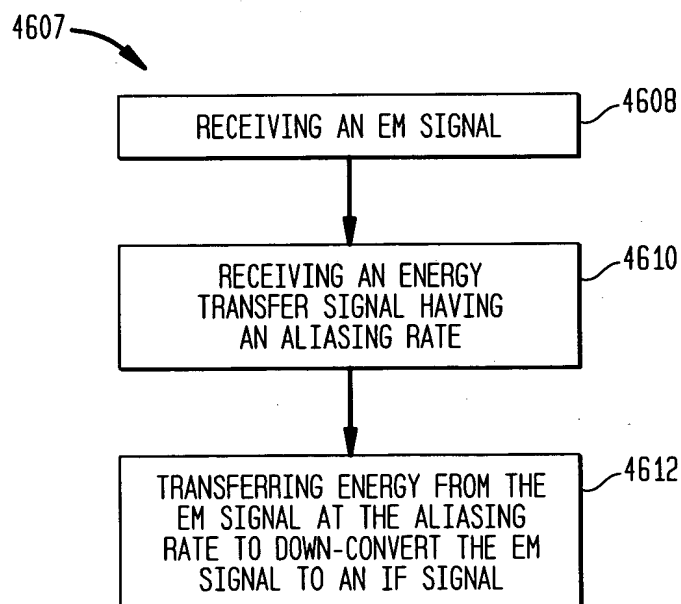 4607
RECEIVING AN EM SIGNAL
4608
RECEIVING AN ENERGY
TRANSFER SIGNAL HAVING
AN ALIASING RATE
4610
TRANSFERRING ENERGY FROM THE
EM SIGNAL AT THE ALIASING
RATE TO DOWN-CONVERT THE EM
SIGNAL TO AN IF SIGNAL
4612